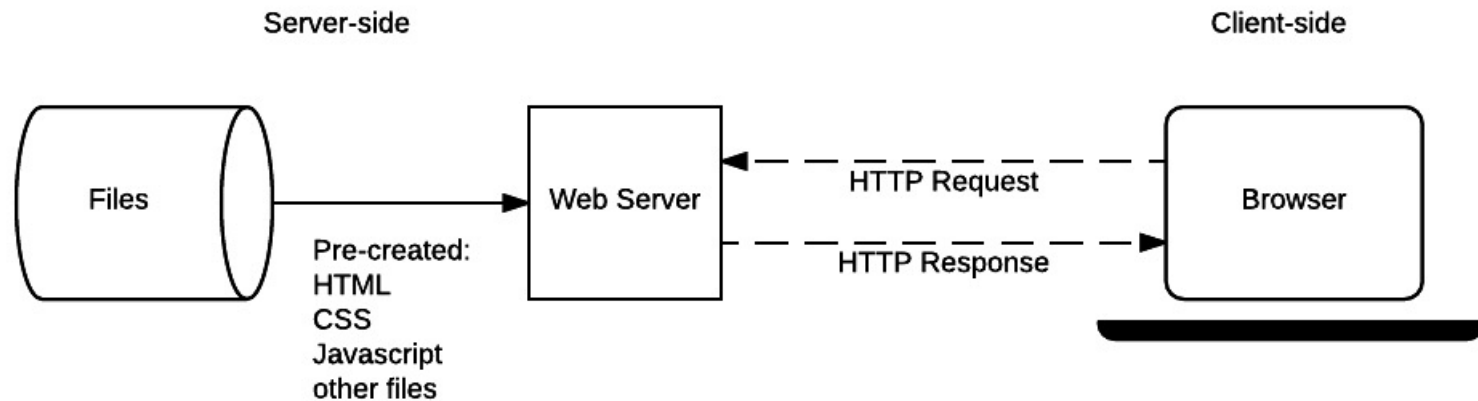 Server-side
Client-side
Files
Pre-created:
HTML
CSS
Javascript
other files
Web Server
HTTP Request
HTTP Response
Browser